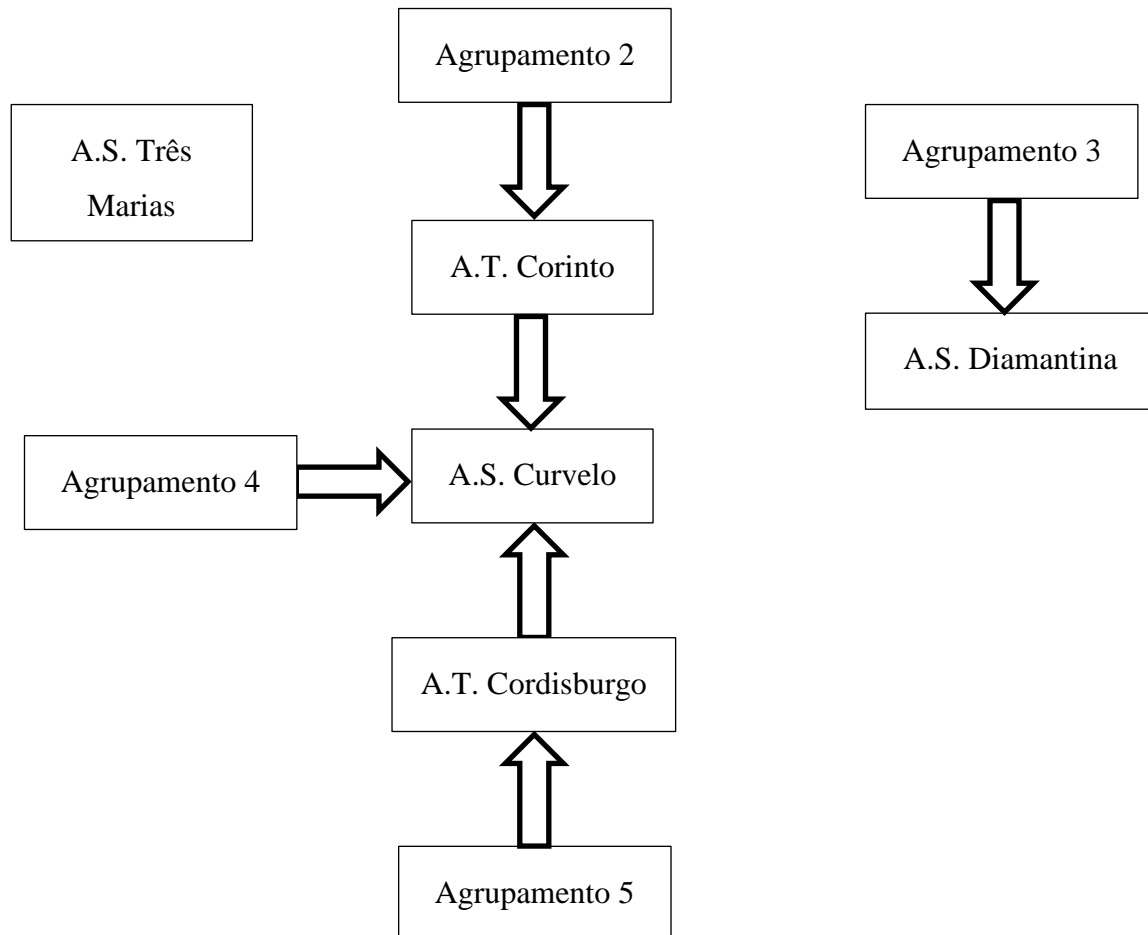 Agrupamento 2
A.S. Três
Marias
Agrupamento 3
A.T. Corinto
A.S. Diamantina
Agrupamento 4
A.S. Curvelo
A.T. Cordisburgo
Agrupamento 5